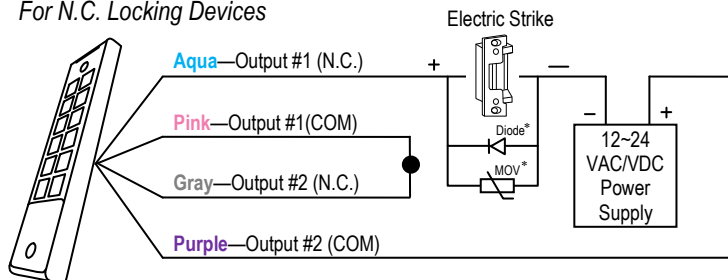 For N.C. Locking Devices
Electric Strike
Aqua—Output #1 (N.C.)
+
—
Pink—Output #1(COM)
Diode*
MOV*
– +
12~24
VAC/VDC
Power
Supply
Gray—Output #2 (N.C.)
Purple—Output #2 (COM)